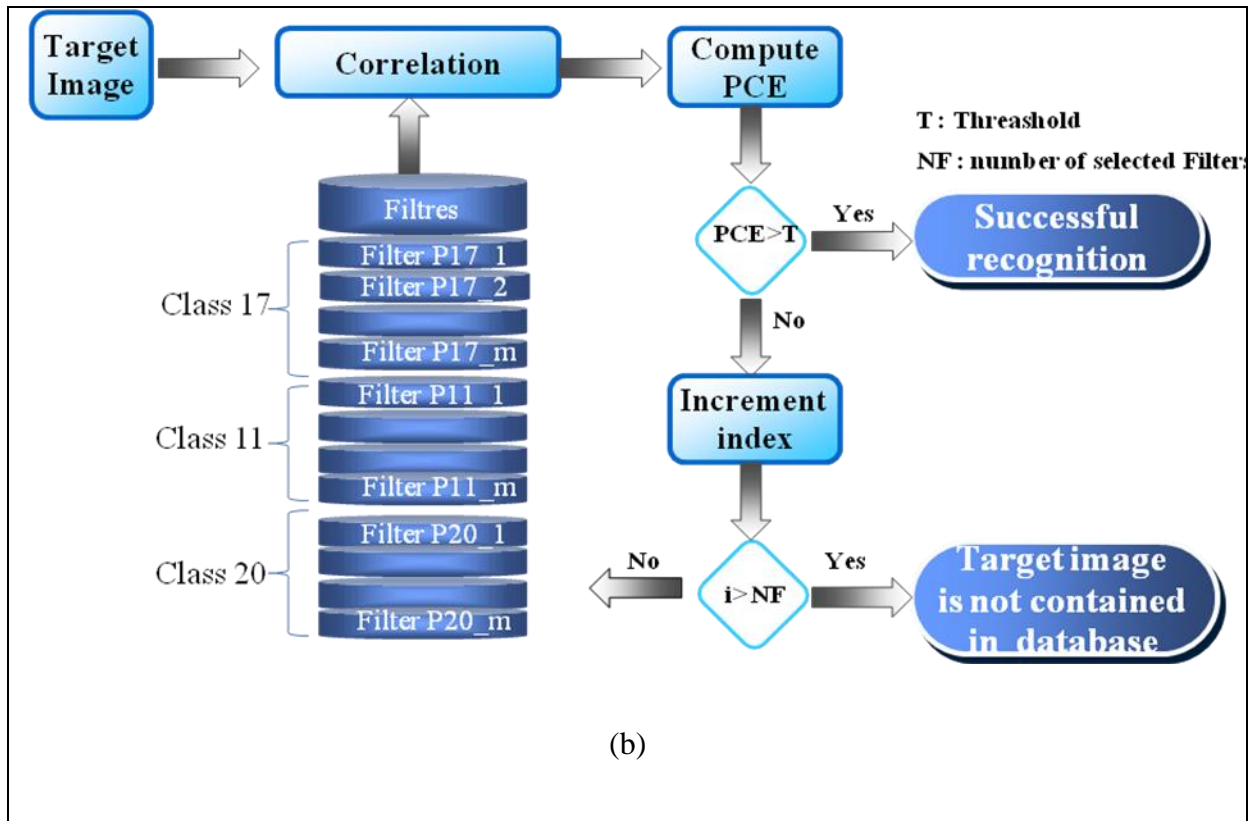 Target
Image
Correlation
Compute
PCE
T : Threashold
NF : number of selected Filters
Filtres
Filter P17_1
Filter P17_2
Filter P17_m
Class 17
Filter P11_1
Filter P11_m
Class 11
Filter P20_1
Filter P20_m
Class 20
PCE>T
Yes
Successful
recognition
No
Increment
index
No
i>NF
Yes
Target image
is not contained
in database
(b)